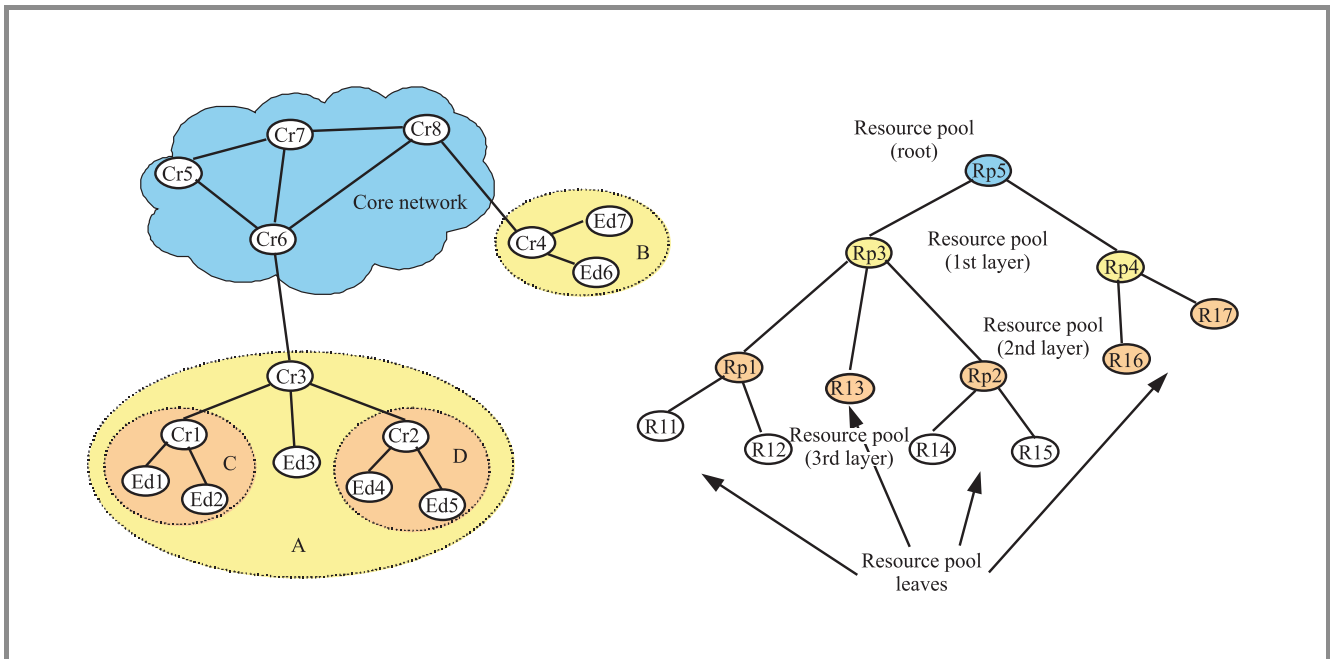 Cr7
Cr8
Cr5
Core network
Cr6
Cr4
Ed7
B
Ed6
Cr3
Cr1
Cr2
C
D
Ed3
Ed1
Ed2
Ed4
Ed5
A
Resource pool
(root)
Rp5
Rp3
Resource pool
(1st layer)
Rp4
R17
Resource pool
(2nd layer)
R16
Rp1
R13
Rp2
R11
R12
Resource pool
(3rd layer)
R14
R15
Resource pool
leaves